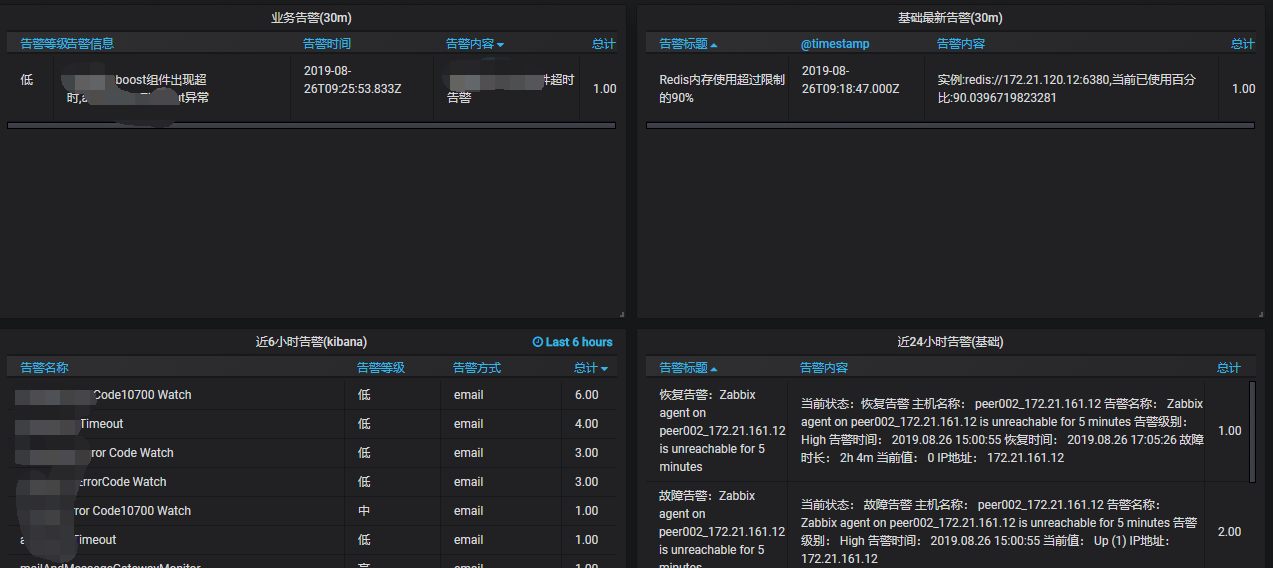 业务告警(30m)
告警等级 告警信息 告警时间 告警内容 总计
低
boost组件出现超
时, 异常
2019-08-
26T09:25:53.833Z
超时
告警
1.00
基础最新告警(30m)
告警标题 @timestamp 告警内容 总计
Redis内存使用超过限制
的90%
2019-08-
26T09:18:47.000Z
实例:redis://172.21.120.12:6380,当前已使用百分
比:90.0396719823281
1.00
近6小时告警(kibana) Last 6 hours
告警名称 告警等级 告警方式 总计
Code10700 Watch 低 email 6.00
Timeout 低 email 4.00
Error Code Watch 低 email 3.00
ErrorCode Watch 低 email 3.00
Error Code10700 Watch 中 email 1.00
Timeout 低 email 1.00
mailAndMessageGatewayMonitor 高 email 1.00
近24小时告警(基础)
告警标题 告警内容 总计
恢复告警：Zabbix
agent on
peer002_172.21.161.12
is unreachable for 5
minutes
当前状态：恢复告警 主机名称： peer002_172.21.161.12 告警名称： Zabbix
agent on peer002_172.21.161.12 is unreachable for 5 minutes 告警级别：
High 告警时间： 2019.08.26 15:00:55 恢复时间： 2019.08.26 17:05:26 故障
时长： 2h 4m 当前值： 0 IP地址： 172.21.161.12
1.00
故障告警：Zabbix
agent on
peer002_172.21.161.12
is unreachable for 5
minutes
当前状态： 故障告警 主机名称： peer002_172.21.161.12 告警名称：
Zabbix agent on peer002_172.21.161.12 is unreachable for 5 minutes 告警
级别： High 告警时间： 2019.08.26 15:00:55 当前值： Up (1) IP地址：
172.21.161.12
2.00